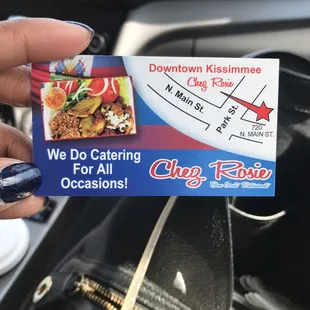 Downtown Kissimmee
Chez Rosie
N. Main St.
Park St.
720
N. MAIN ST.
We Do Catering
For All
Occasions!
Chez Rosie